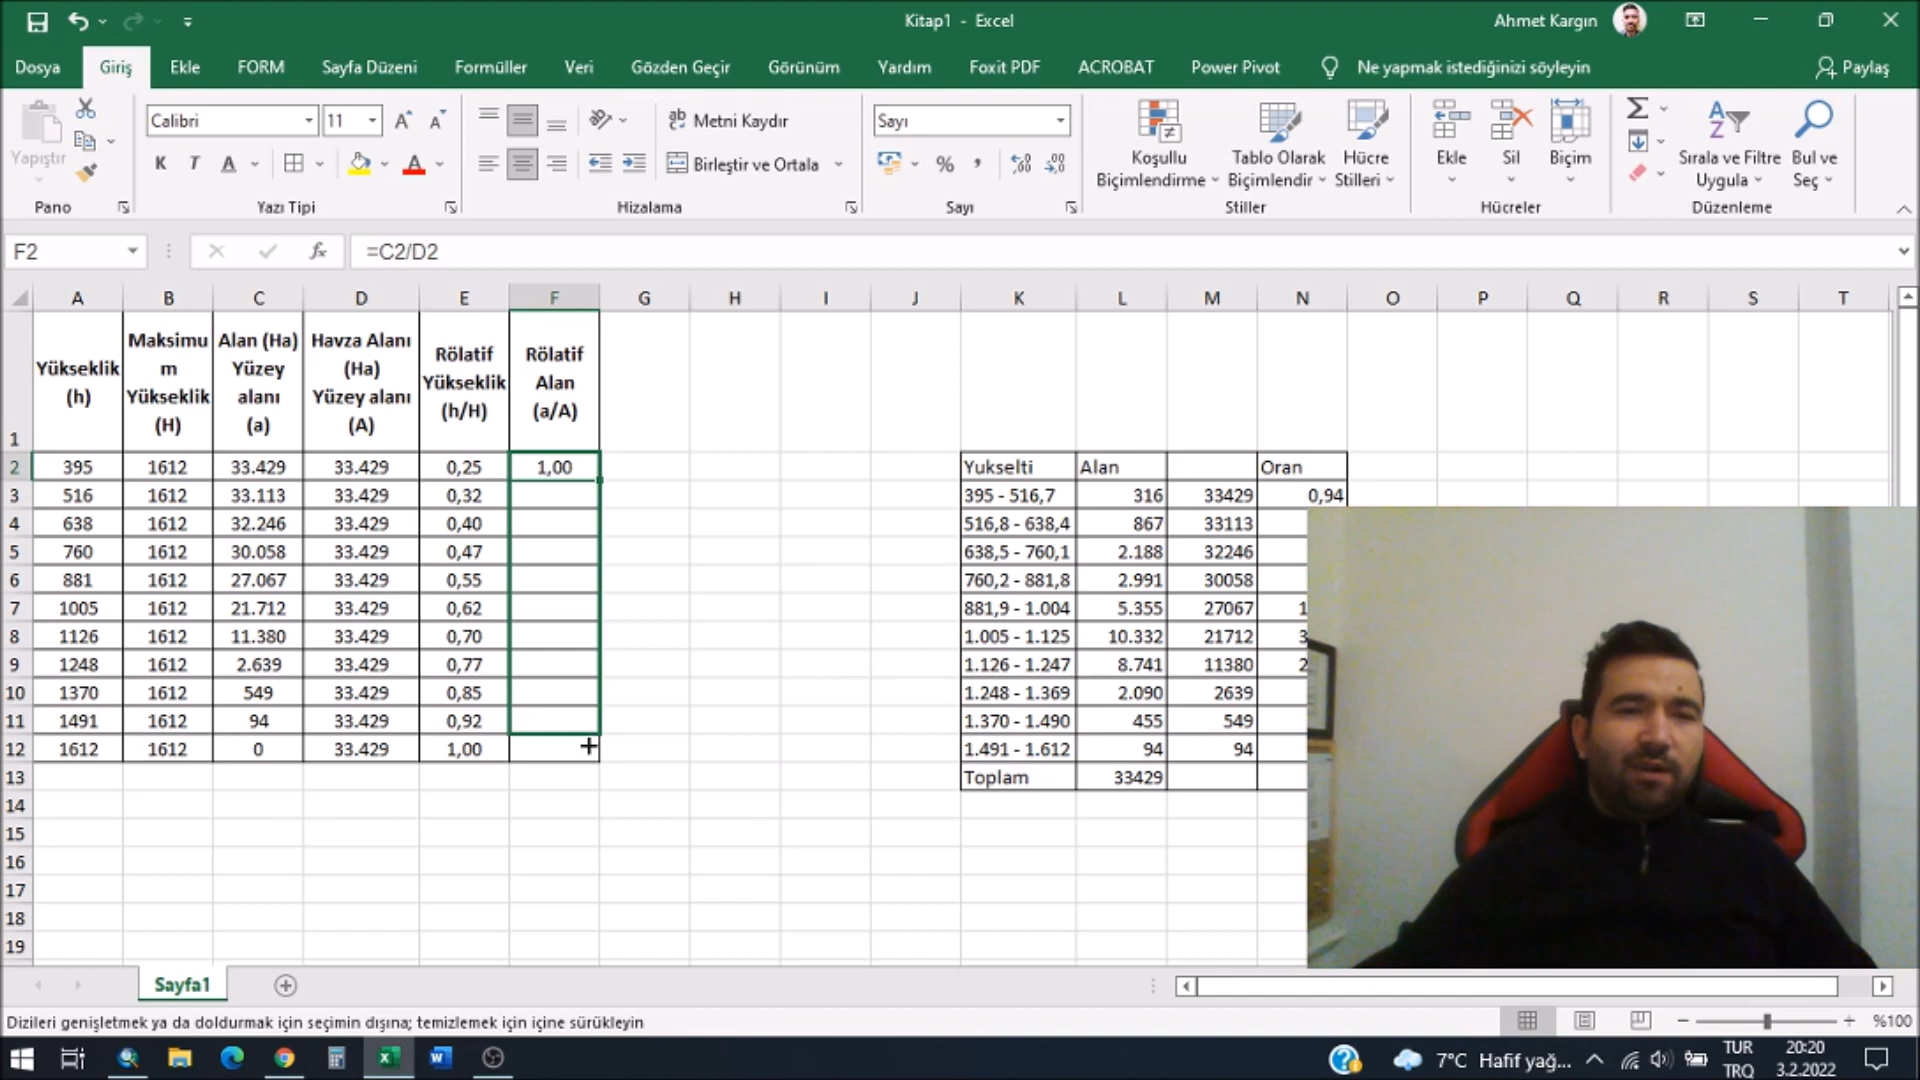 Kitap1 - Excel
Ahmet Kargın
Dosya Giriş Ekle FORM Sayfa Düzeni Formüller Veri Gözden Geçir Görünüm Yardım Foxit PDF ACROBAT Power Pivot Ne yapmak istediğinizi söyleyin Paylaş
Yapıştır
Calibri 11
K T A A
Metni Kaydır
Birleştir ve Ortala
Sayı
%
Koşullu Biçimlendirme
Tablo Olarak Biçimlendir
Hücre Stilleri
Ekle
Sil
Biçim
Sırala ve Filtre Uygula
Bul ve Seç
Pano Yazı Tipi Hizalama Sayı Stiller Hücreler Düzenleme
F2 fx =C2/D2
A B C D E F G H I J K L M N O P Q R S T
Yükseklik (h)
Maksimu m Yükseklik (H)
Alan (Ha) Yüzey alanı (a)
Havza Alanı (Ha) Yüzey alanı (A)
Rölatif Yükseklik (h/H)
Rölatif Alan (a/A)
1
2 395 1612 33.429 33.429 0,25 1,00 Yukselti Alan Oran
3 516 1612 33.113 33.429 0,32 395 - 516,7 316 33429 0,94
4 638 1612 32.246 33.429 0,40 516,8 - 638,4 867 33113
5 760 1612 30.058 33.429 0,47 638,5 - 760,1 2.188 32246
6 881 1612 27.067 33.429 0,55 760,2 - 881,8 2.991 30058
7 1005 1612 21.712 33.429 0,62 881,9 - 1.004 5.355 27067 1
8 1126 1612 11.380 33.429 0,70 1.005 - 1.125 10.332 21712 3
9 1248 1612 2.639 33.429 0,77 1.126 - 1.247 8.741 11380 2
10 1370 1612 549 33.429 0,85 1.248 - 1.369 2.090 2639
11 1491 1612 94 33.429 0,92 1.370 - 1.490 455 549
12 1612 1612 0 33.429 1,00 1.491 - 1.612 94 94
13 Toplam 33429
14
15
16
17
18
19
Sayfa1
Dizileri genişletmek ya da doldurmak için seçimin dışına; temizlemek için içine sürükleyin
%100
7°C Hafif yağ...
TUR
TRQ
20:20
3.2.2022